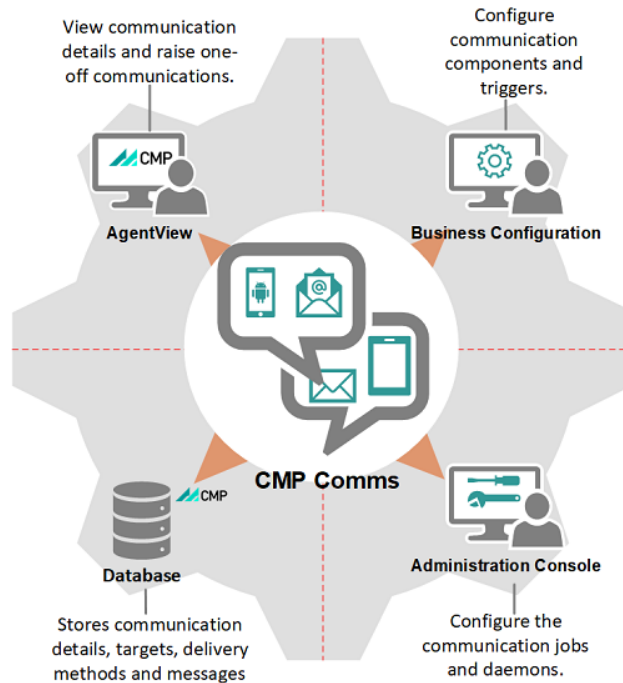 View communication
details and raise one-
off communications.
Configure
communication
components and
triggers.
CMP
AgentView
Business Configuration
@
CMP Comms
CMP
Database
Administration Console
Stores communication
details, targets, delivery
methods and messages
Configure the
communication jobs
and daemons.